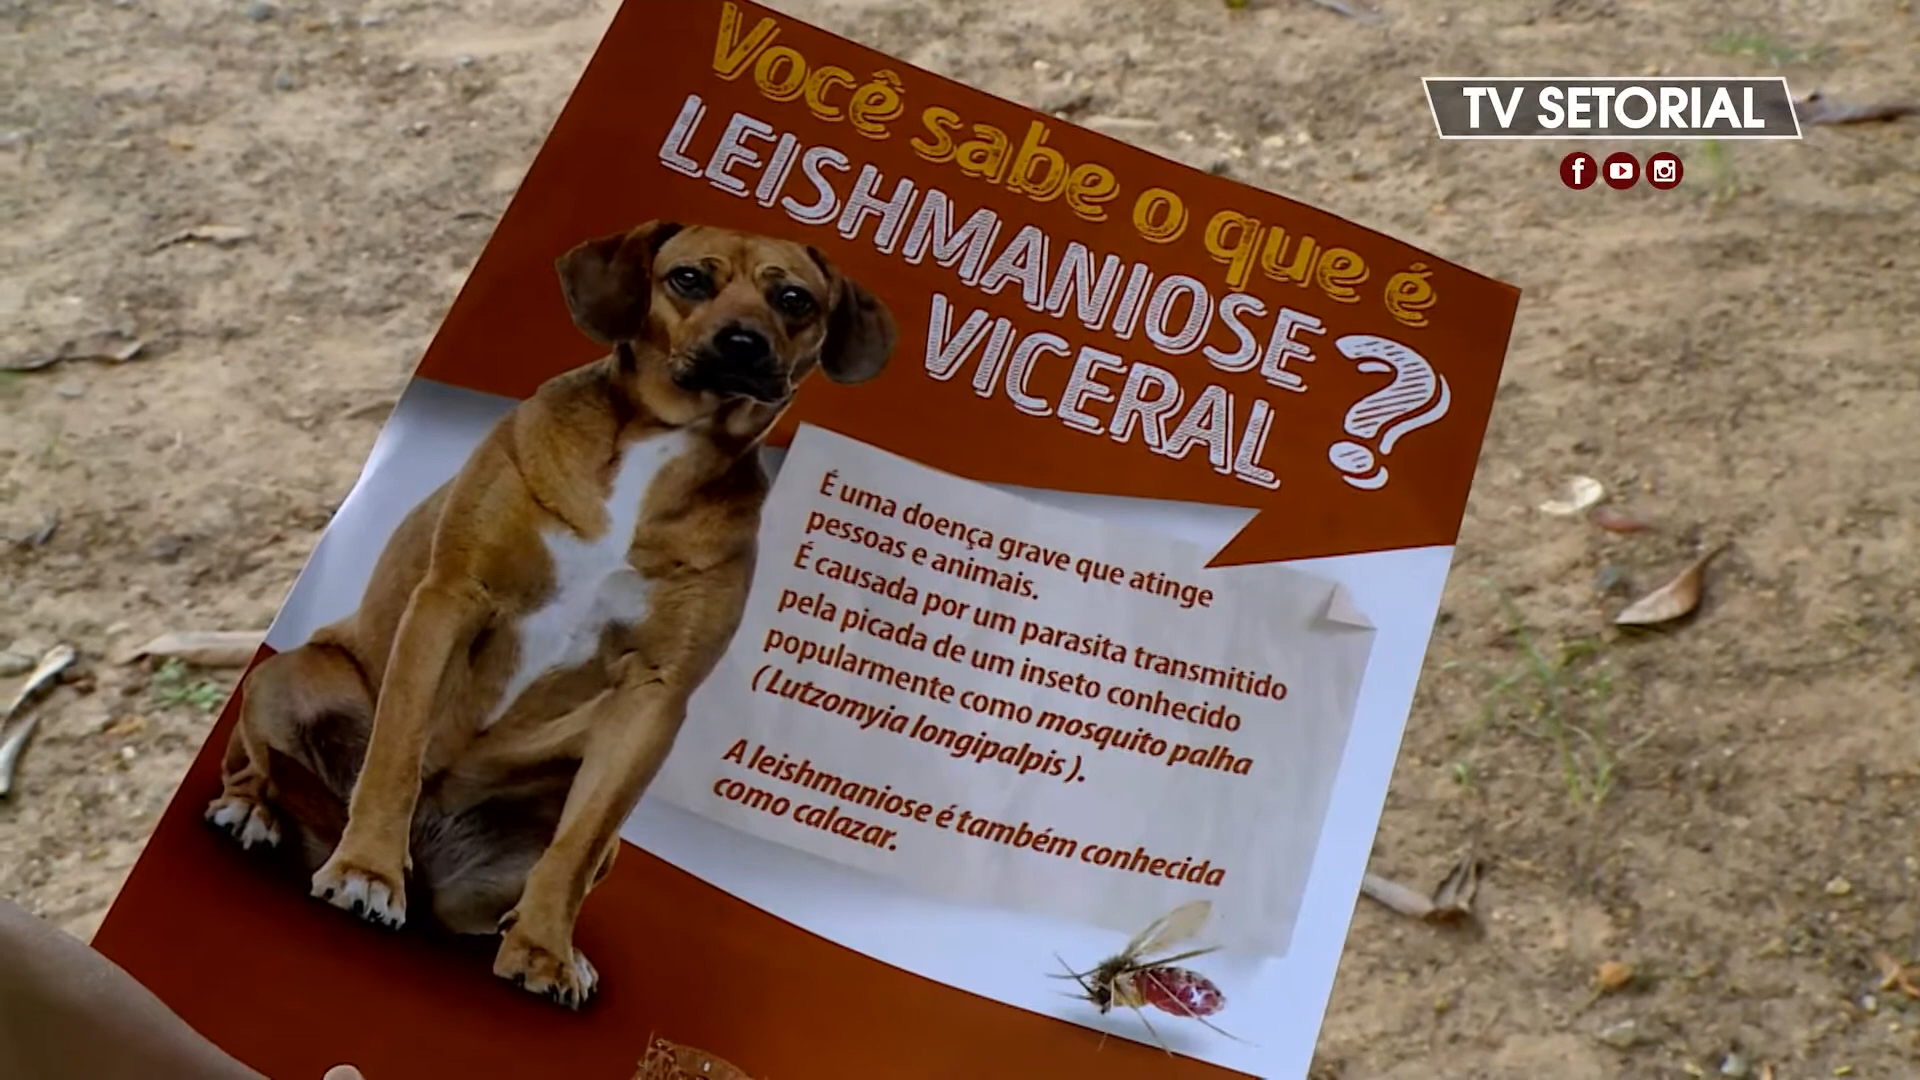 Você sabe o que é
LEISHMANIOSE
VICERAL ?
É uma doença grave que atinge
pessoas e animais.
É causada por um parasita transmitido
pela picada de um inseto conhecido
popularmente como mosquito palha
( Lutzomyia longipalpis ).
A leishmaniose é também conhecida
como calazar.
TV SETORIAL